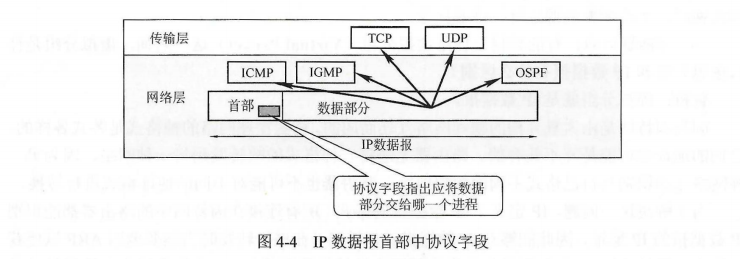 传输层
TCP
UDP
ICMP
IGMP
OSPF
网络层
首部
数据部分
IP数据报
协议字段指出应将数据
部分交给哪一个进程
图 4-4 IP 数据报首部中协议字段